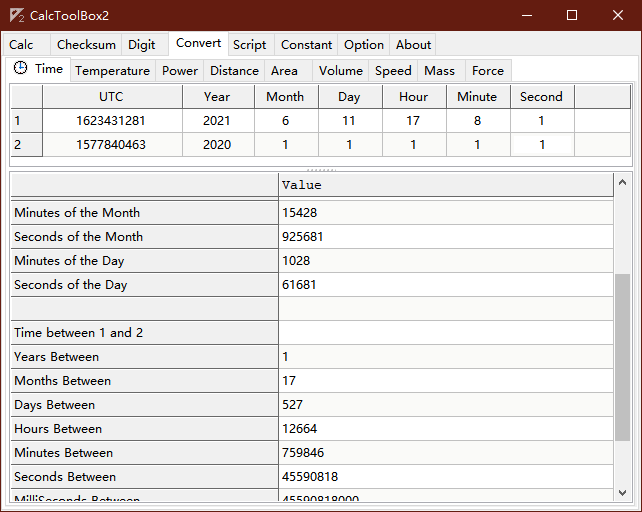 CalcToolBox2
Calc Checksum Digit Convert Script Constant Option About
Time Temperature Power Distance Area Volume Speed Mass Force
UTC Year Month Day Hour Minute Second
1 1623431281 2021 6 11 17 8 1
2 1577840463 2020 1 1 1 1 1
Value
Minutes of the Month 15428
Seconds of the Month 925681
Minutes of the Day 1028
Seconds of the Day 61681
Time between 1 and 2
Years Between 1
Months Between 17
Days Between 527
Hours Between 12664
Minutes Between 759846
Seconds Between 45590818
MilliSeconds Between 45590818000